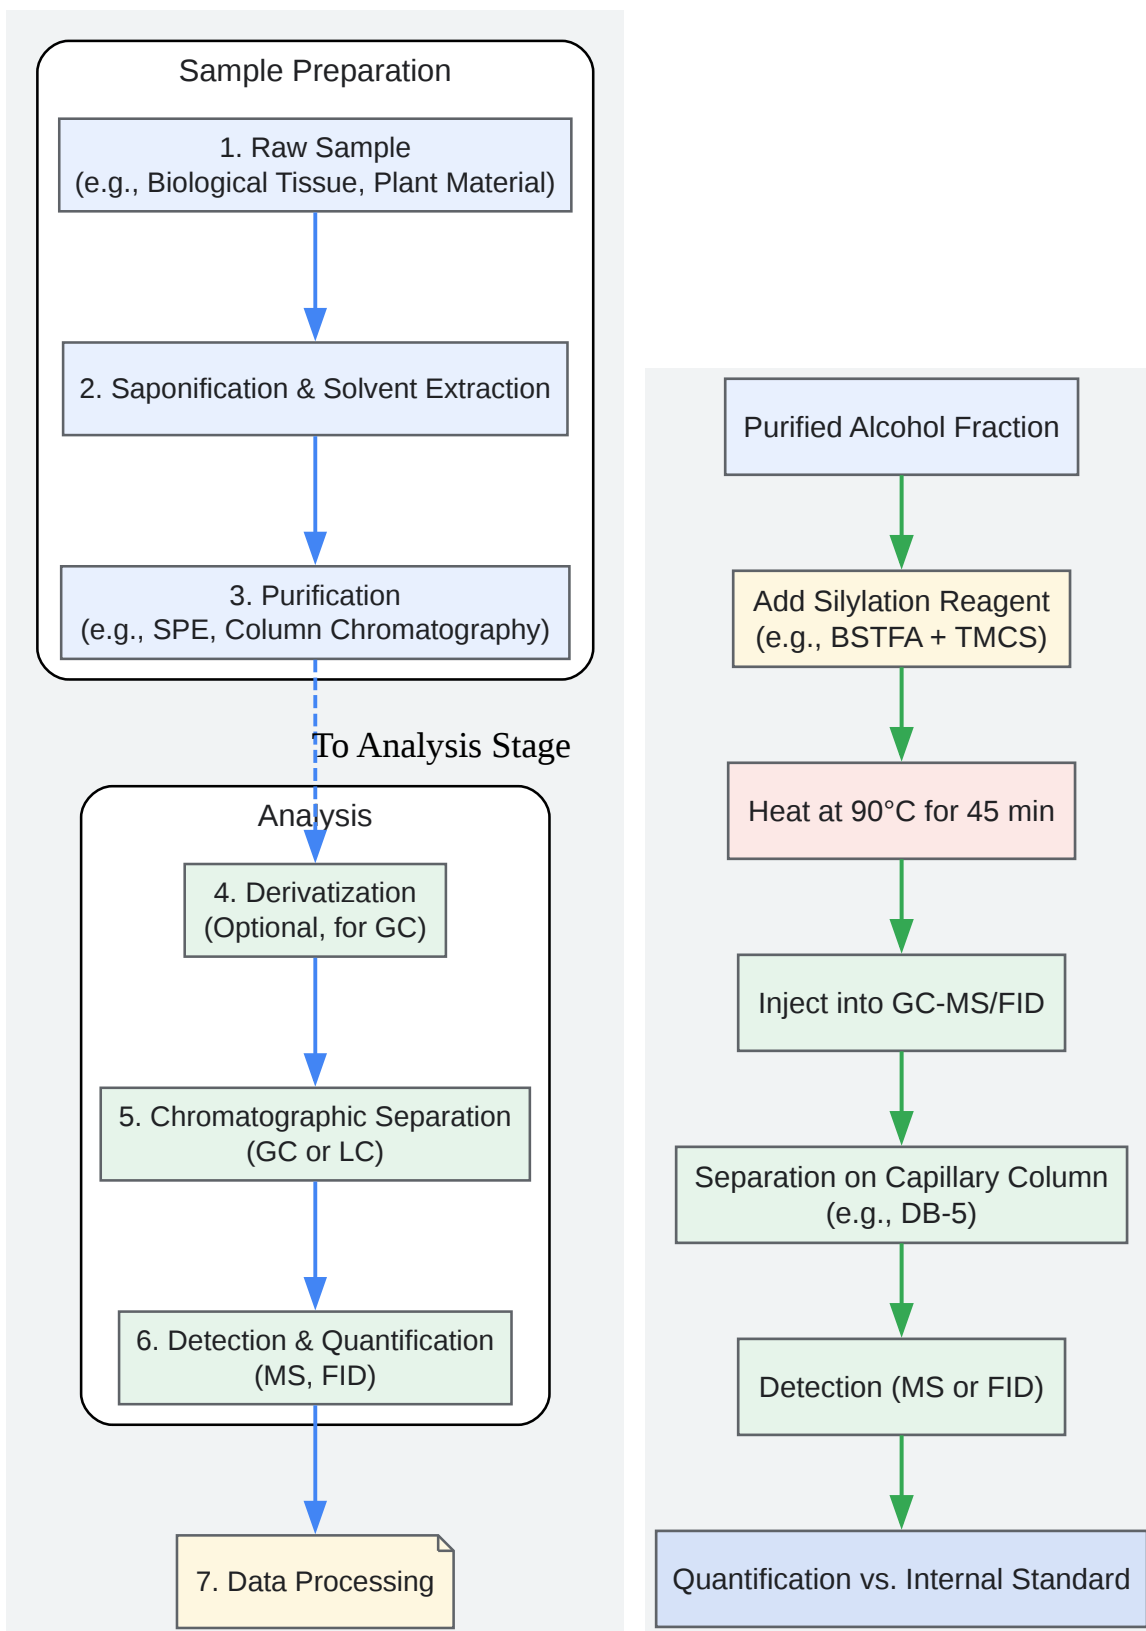 Sample Preparation
1. Raw Sample
(e.g., Biological Tissue, Plant Material)
2. Saponification & Solvent Extraction
3. Purification
(e.g., SPE, Column Chromatography)
To Analysis Stage
Analysis
4. Derivatization
(Optional, for GC)
5. Chromatographic Separation
(GC or LC)
6. Detection & Quantification
(MS, FID)
7. Data Processing
Purified Alcohol Fraction
Add Silylation Reagent
(e.g., BSTFA + TMCS)
Heat at 90°C for 45 min
Inject into GC-MS/FID
Separation on Capillary Column
(e.g., DB-5)
Detection (MS or FID)
Quantification vs. Internal Standard